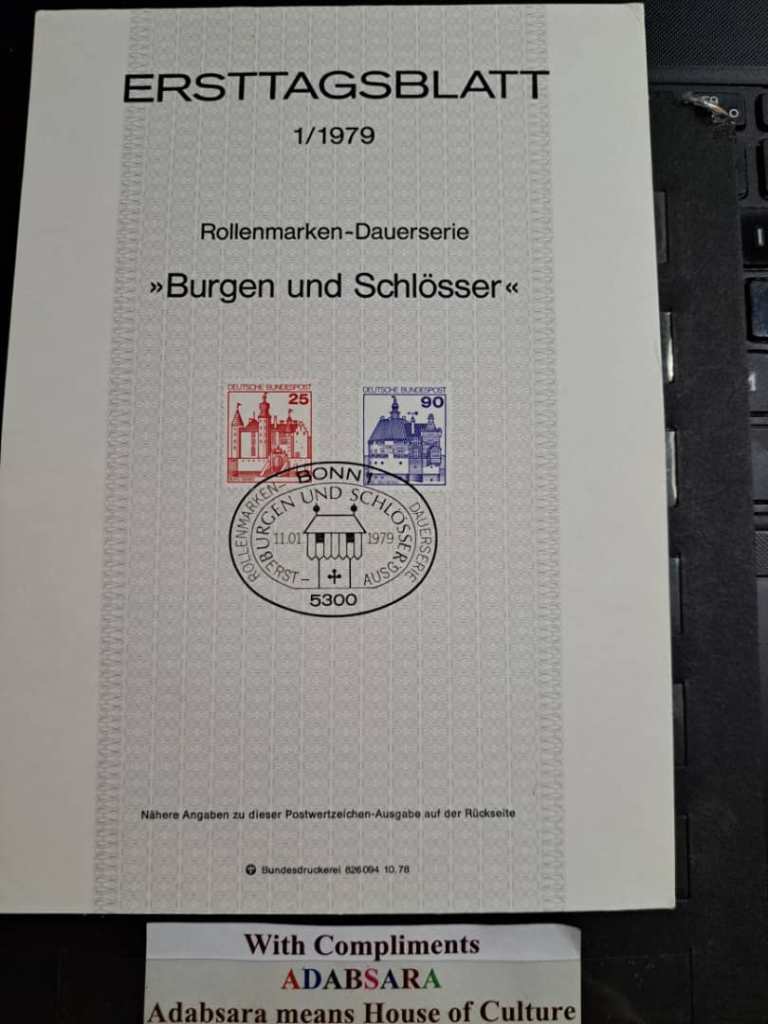 ERSTTAGSBLATT
1/1979
Rollenmarken-Dauerserie
»Burgen und Schlösser«
DEUTSCHE BUNDESPOST
25
DEUTSCHE BUNDESPOST
90
BONN 1
ROLLENMARKEN-
DAUERSERIE
BURGEN UND SCHLÖSSER
11.01 1979
ERST-
AUSG.
5300
Nähere Angaben zu dieser Postwertzeichen-Ausgabe auf der Rückseite
Bundesdruckerei 826094 10.78
With Compliments
ADABSARA
Adabsara means House of Culture